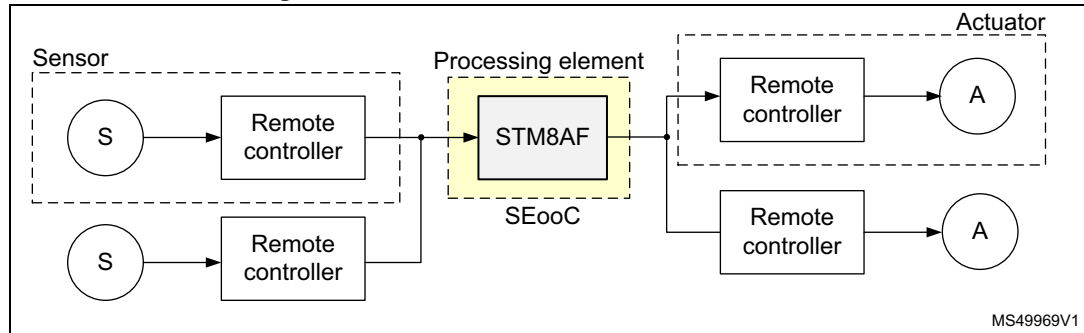 Actuator
Sensor
Processing element
S
Remote
controller
STM8AF
Remote
controller
A
SEooC
S
Remote
controller
Remote
controller
A
MS49969V1